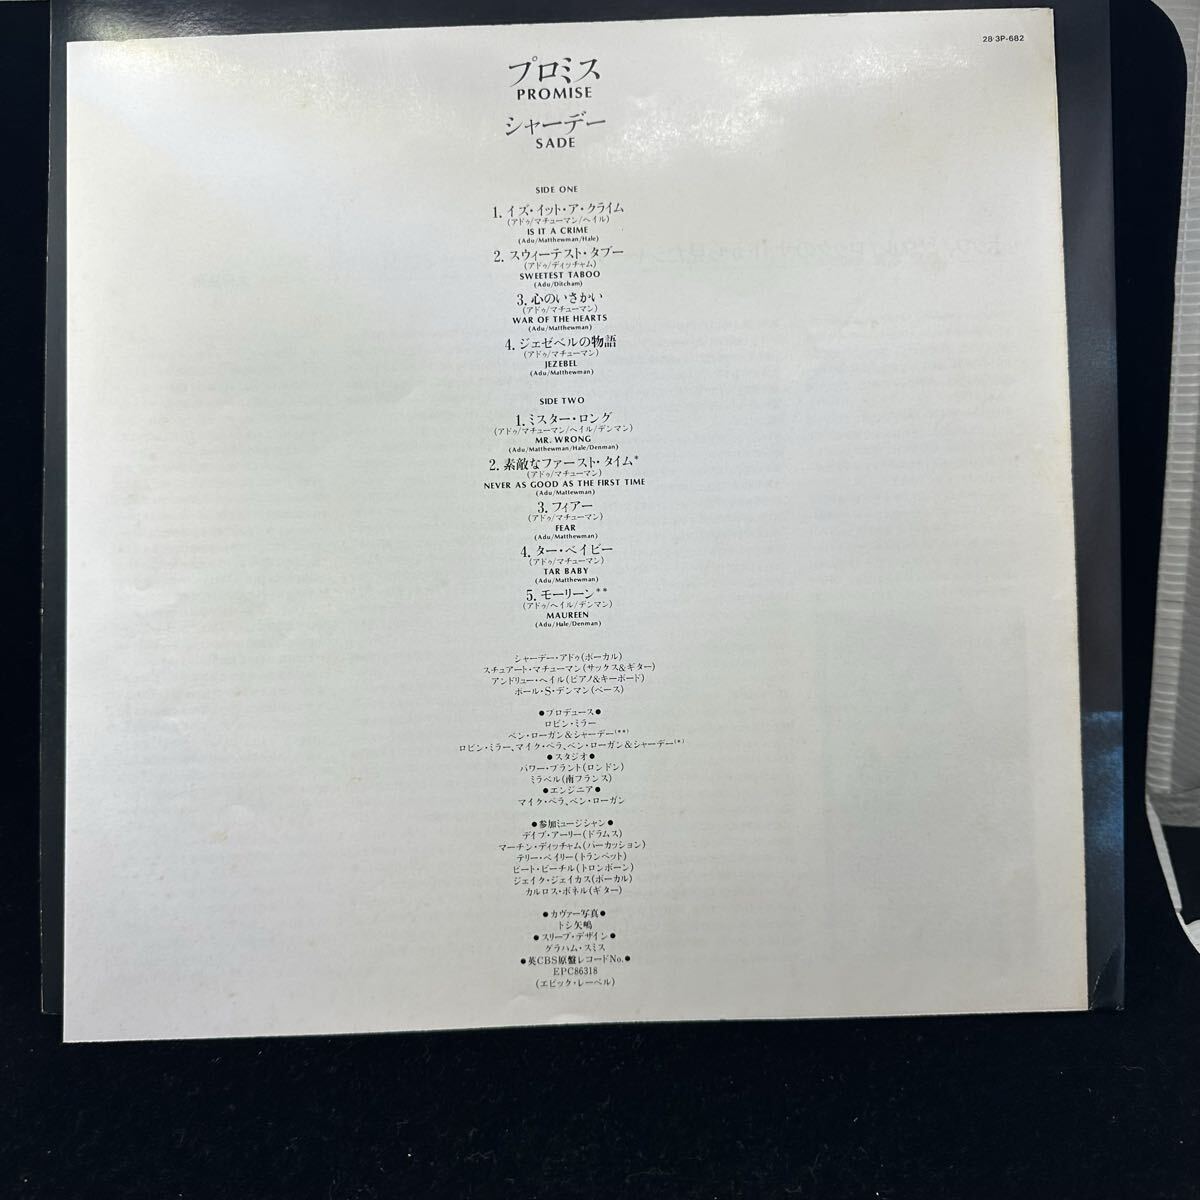 28・3P-682
プロミス
PROMISE
シャーデー
SADE
SIDE ONE
1. イズ・イット・ア・クライム
(アドゥ/マチューマン/ヘイル)
IS IT A CRIME
(Adu/Matthewman/Hale)
2. スウィーテスト・タブー
(アドゥ/ディッチャム)
SWEETEST TABOO
(Adu/Ditcham)
3. 心のいさかい
(アドゥ/マチューマン)
WAR OF THE HEARTS
(Adu/Matthewman)
4. ジェゼベルの物語
(アドゥ/マチューマン)
JEZEBEL
(Adu/Matthewman)
SIDE TWO
1. ミスター・ロング
(アドゥ/マチューマン/ヘイル/デンマン)
MR. WRONG
(Adu/Matthewman/Hale/Denman)
2. 素敵なファースト・タイム*
(アドゥ/マチューマン)
NEVER AS GOOD AS THE FIRST TIME
(Adu/Mattewman)
3. フィアー
(アドゥ/マチューマン)
FEAR
(Adu/Matthewman)
4. ター・ベイビー
(アドゥ/マチューマン)
TAR BABY
(Adu/Matthewman)
5. モーリーン**
(アドゥ/ヘイル/デンマン)
MAUREEN
(Adu/Hale/Denman)
シャーデー・アドゥ(ボーカル)
スチュアート・マチューマン(サックス&ギター)
アンドリュー・ヘイル(ピアノ&キーボード)
ポール・S・デンマン(ベース)
●プロデュース●
ロビン・ミラー
ベン・ローガン&シャーデー(**)
ロビン・ミラー、マイク・ペラ、ベン・ローガン&シャーデー(*)
●スタジオ●
パワー・プラント(ロンドン)
ミラベル(南フランス)
●エンジニア●
マイク・ペラ、ベン・ローガン
●参加ミュージシャン●
デイブ・アーリー(ドラムス)
マーチン・ディッチャム(パーカッション)
テリー・ベイリー(トランペット)
ピート・ビーチル(トロンボーン)
ジェイク・ジェイカス(ボーカル)
カルロス・ボネル(ギター)
●カヴァー写真●
トシ矢嶋
●スリーブ・デザイン●
グラハム・スミス
●英CBS原盤レコードNo.●
EPC86318
(エピック・レーベル)